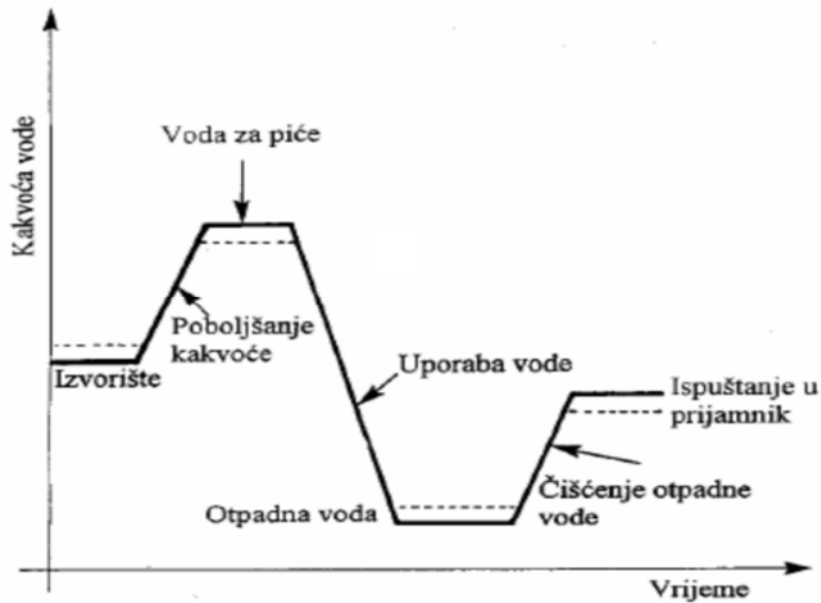 Kakvoća vode
Voda za piće
Poboljšanje
kakvoće
Izvorište
Uporaba vode
Ispuštanje u
prijamnik
Otpadna voda
Čišćenje otpadne
vode
Vrijeme